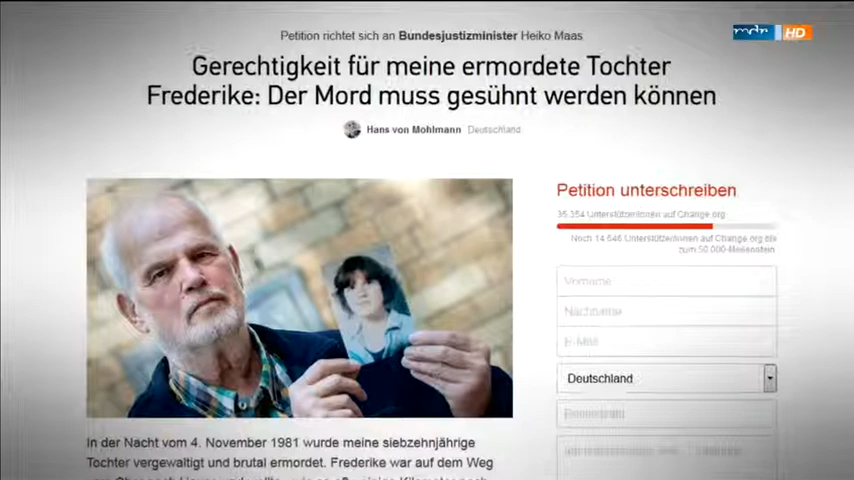 mdr HD
Petition richtet sich an Bundesjustizminister Heiko Maas
Gerechtigkeit für meine ermordete Tochter
Frederike: Der Mord muss gesühnt werden können
Hans von Mohlmann Deutschland
Petition unterschreiben
35.354 UnterstützerInnen auf Change.org
Noch 14.646 UnterstützerInnen auf Change.org bis
zum 50.000-Meilenstein
Vorname
Nachname
E-Mail
Deutschland
In der Nacht vom 4. November 1981 wurde meine siebzehnjährige
Tochter vergewaltigt und brutal ermordet. Frederike war auf dem Weg